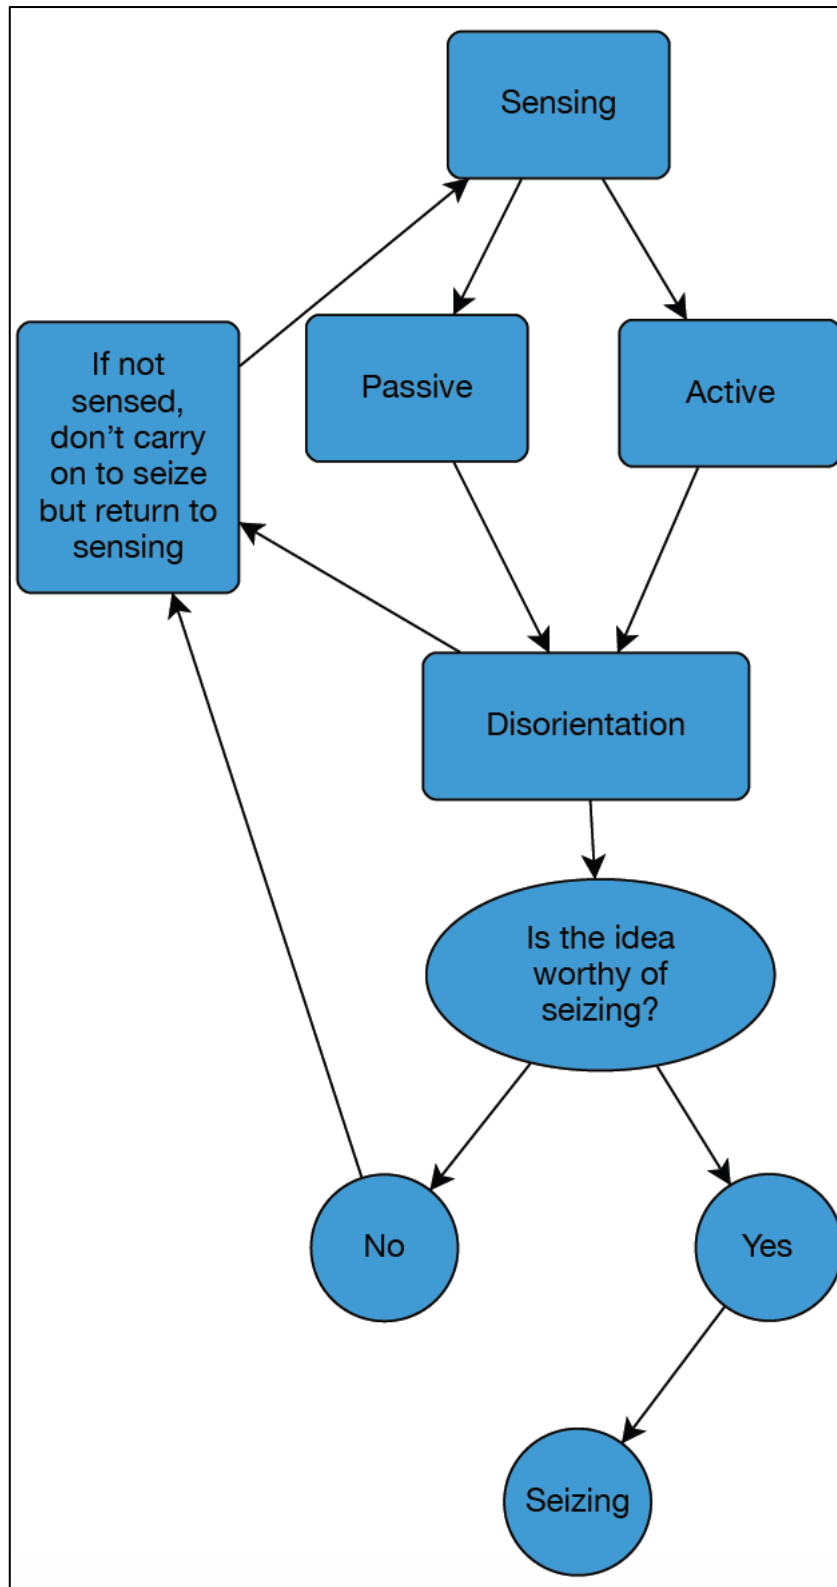 Sensing
If not
sensed,
don’t carry
on to seize
but return to
sensing
Passive
Active
Disorientation
Is the idea
worthy of
seizing?
No
Yes
Seizing